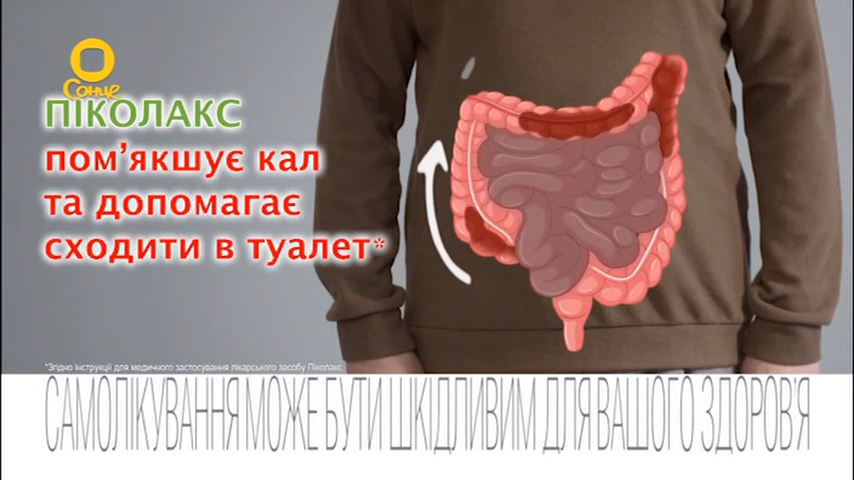 Сонце
ПІКОЛАКС
пом’якшує кал
та допомагає
сходити в туалет*
*Згідно інструкції для медичного застосування лікарського засобу Піколакс
САМОЛІКУВАННЯ МОЖЕ БУТИ ШКІДЛИВИМ ДЛЯ ВАШОГО ЗДОРОВ’Я